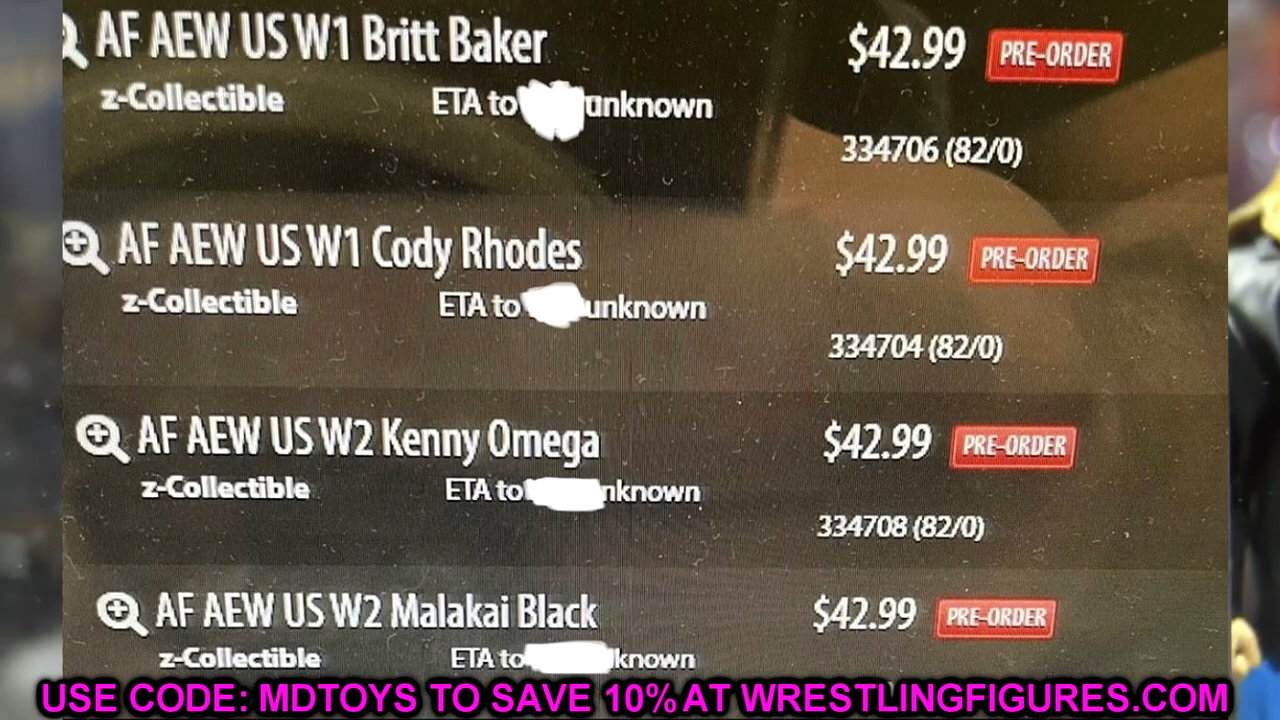 AF AEW US W1 Britt Baker
$42.99 PRE-ORDER
z-Collectible ETA to unknown
334706 (82/0)
AF AEW US W1 Cody Rhodes
$42.99 PRE-ORDER
z-Collectible ETA to unknown
334704 (82/0)
AF AEW US W2 Kenny Omega
$42.99 PRE-ORDER
z-Collectible ETA to nknown
334708 (82/0)
AF AEW US W2 Malakai Black
$42.99 PRE-ORDER
z-Collectible ETA to known
USE CODE: MDTOYS TO SAVE 10% AT WRESTLINGFIGURES.COM